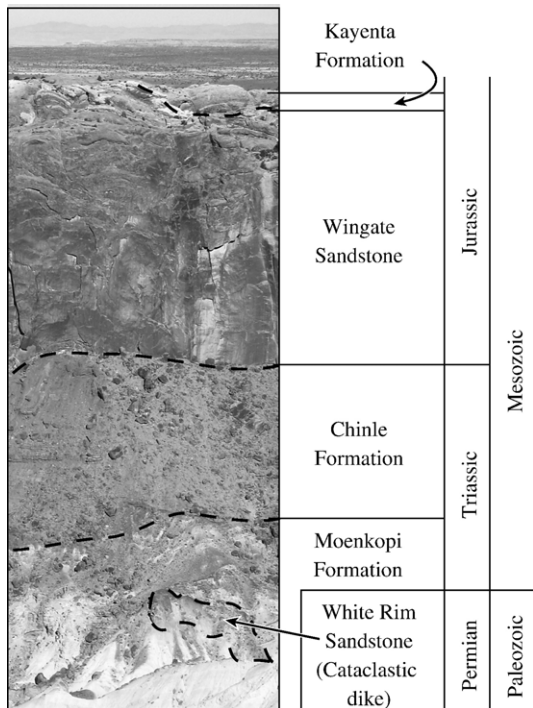 Kayenta
Formation
Wingate
Sandstone
Jurassic
Mesozoic
Chinle
Formation
Triassic
Moenkopi
Formation
White Rim
Sandstone
(Cataclastic
dike)
Permian
Paleozoic